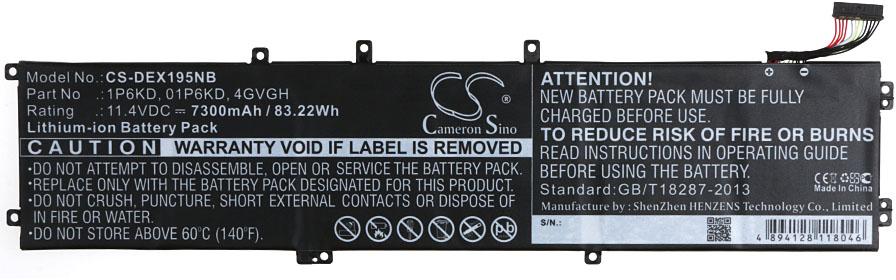 Model No.: CS-DEX195NB
Part No : 1P6KD, 01P6KD, 4GVGH
Rating : 11.4VDC⎓ 7300mAh / 83.22Wh
Lithium-ion Battery Pack
CS
Cameron Sino
®
CAUTION WARRANTY VOID IF LABEL IS REMOVED
•DO NOT ATTEMPT TO DISASSEMBLE, OPEN OR SERVICE THE BATTERY PACK.
•REPLACE ONLY WITH THE BATTERY PACK DESIGNATED FOR THIS PRODUCT.
•DO NOT CRUSH, PUNCTURE, SHORT EXTERNAL CONTACTS OR DISPOSE OF
IN FIRE OR WATER.
•DO NOT STORE ABOVE 60°C (140°F).
+ −
ATTENTION!
NEW BATTERY PACK MUST BE FULLY
CHARGED BEFORE USE.
TO REDUCE RISK OF FIRE OR BURNS
READ INSTRUCTIONS IN OPERATING GUIDE
BEFORE USING THE BATTERY.
Standard:GB/T18287-2013
CE
Made In CHINA
Manufacture by : ShenZhen HENZENS Technology Co., Limited
S/N.:
4 894128 118046